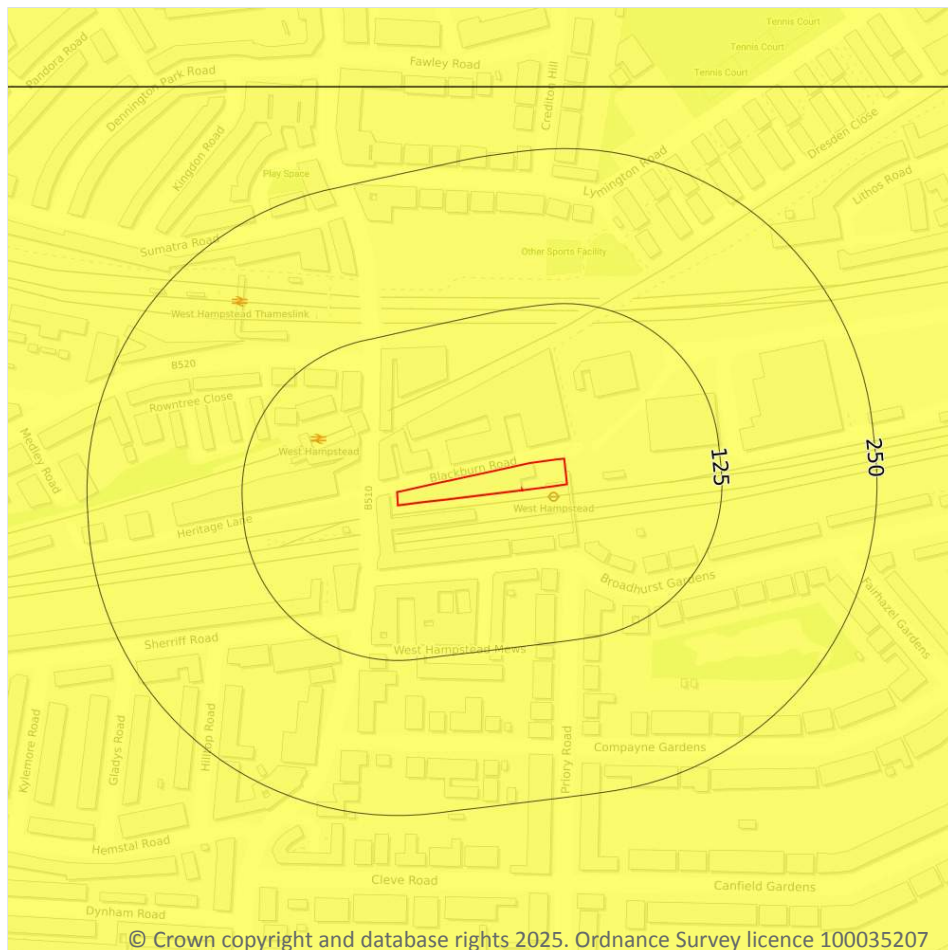 Tennis Court
Pandora Road
Fawley Road
Tennis Court
Dennington Park Road
Tennis Court
Crediton Hill
Dresden Close
Kingdon Road
Play Space
Lymington Road
Lithos Road
Sumatra Road
Other Sports Facility
West Hampstead Thameslink
B520
Rowntree Close
Medley Road
West Hampstead
Blackburn Road
125
250
B510
West Hampstead
Heritage Lane
Broadhurst Gardens
Fairhazel Gardens
Sherriff Road
West Hampstead Mews
Kylemore Road
Gladys Road
Hilltop Road
Priory Road
Compayne Gardens
Hemstal Road
Cleve Road
Canfield Gardens
Dynham Road
© Crown copyright and database rights 2025. Ordnance Survey licence 100035207